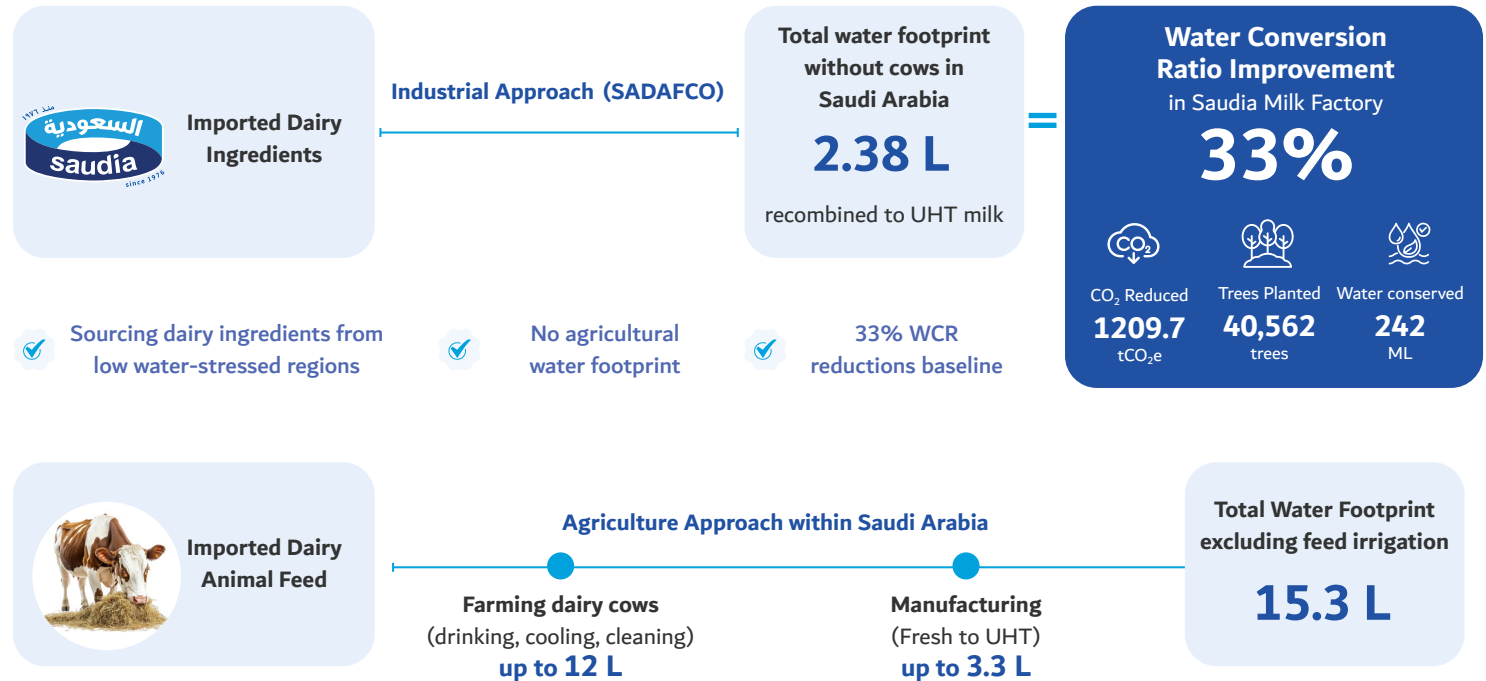 منذ ١٩٧٦
السعودية
saudia
since 1976
Imported Dairy
Ingredients
Industrial Approach (SADAFCO)
Total water footprint
without cows in
Saudi Arabia
2.38 L
recombined to UHT milk
=
Water Conversion
Ratio Improvement
in Saudia Milk Factory
33%
CO₂
CO₂ Reduced
1209.7
tCO₂e
Trees Planted
40,562
trees
Water conserved
242
ML
Sourcing dairy ingredients from
low water-stressed regions
No agricultural
water footprint
33% WCR
reductions baseline
Imported Dairy
Animal Feed
Agriculture Approach within Saudi Arabia
Farming dairy cows
(drinking, cooling, cleaning)
up to 12 L
Manufacturing
(Fresh to UHT)
up to 3.3 L
Total Water Footprint
excluding feed irrigation
15.3 L